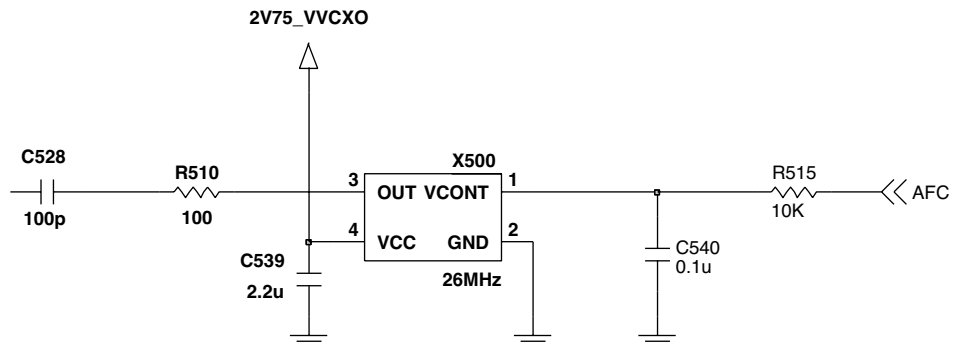 2V75_VVCXO
C528
100p
R510
100
X500
3
OUT VCONT
1
4
VCC GND
2
26MHz
C539
2.2u
R515
10K
AFC
C540
0.1u